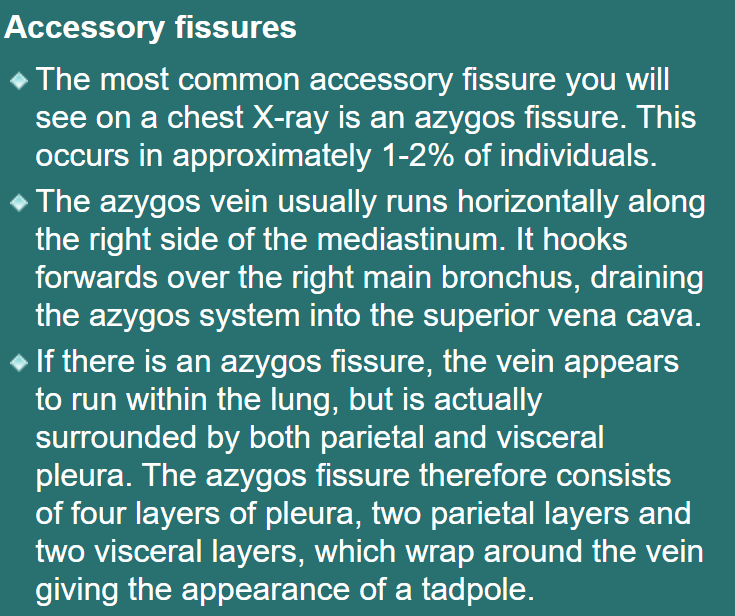 Accessory fissures
The most common accessory fissure you will
see on a chest X-ray is an azygos fissure. This
occurs in approximately 1-2% of individuals.
The azygos vein usually runs horizontally along
the right side of the mediastinum. It hooks
forwards over the right main bronchus, draining
the azygos system into the superior vena cava.
If there is an azygos fissure, the vein appears
to run within the lung, but is actually
surrounded by both parietal and visceral
pleura. The azygos fissure therefore consists
of four layers of pleura, two parietal layers and
two visceral layers, which wrap around the vein
giving the appearance of a tadpole.